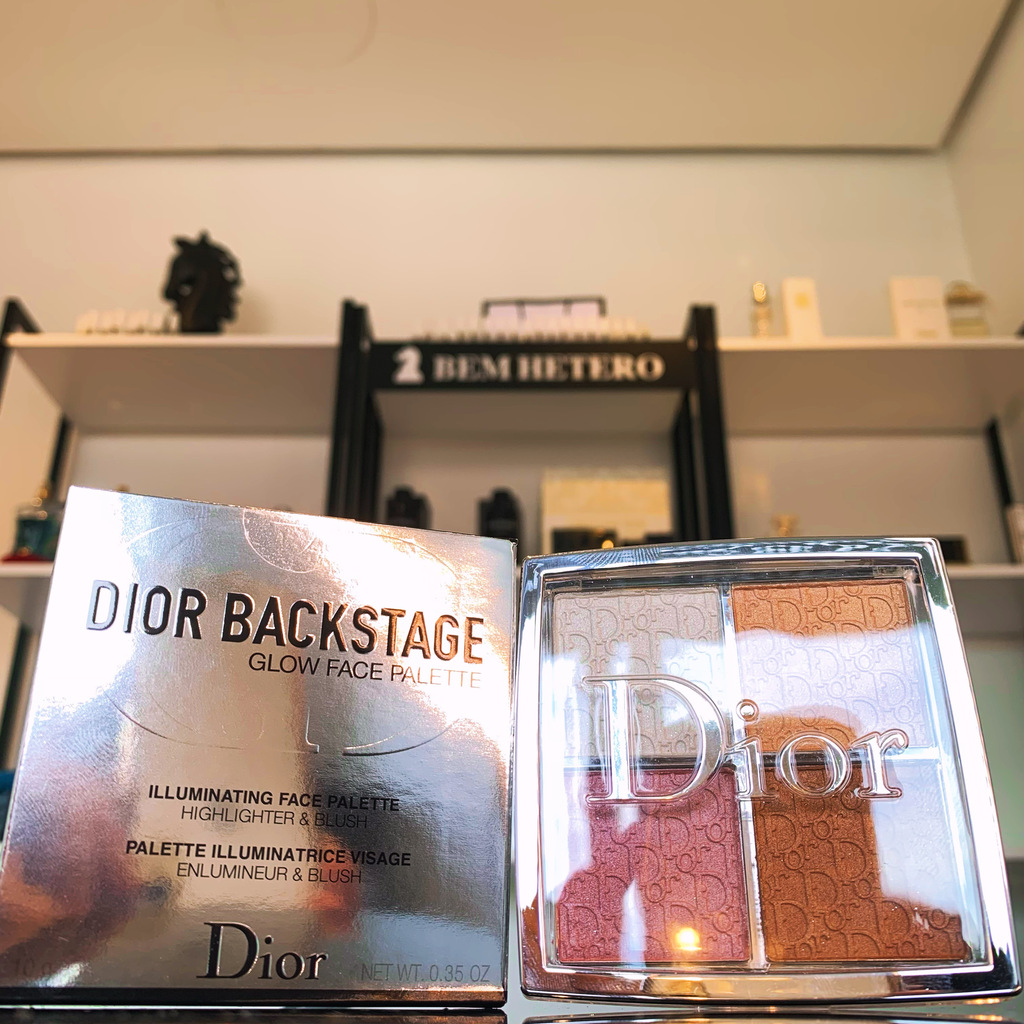 BEM HETERO
DIOR BACKSTAGE
GLOW FACE PALETTE
ILLUMINATING FACE PALETTE
HIGHLIGHTER & BLUSH
PALETTE ILLUMINATRICE VISAGE
ENLUMINEUR & BLUSH
Dior
NET WT. 0.35 OZ
Dior